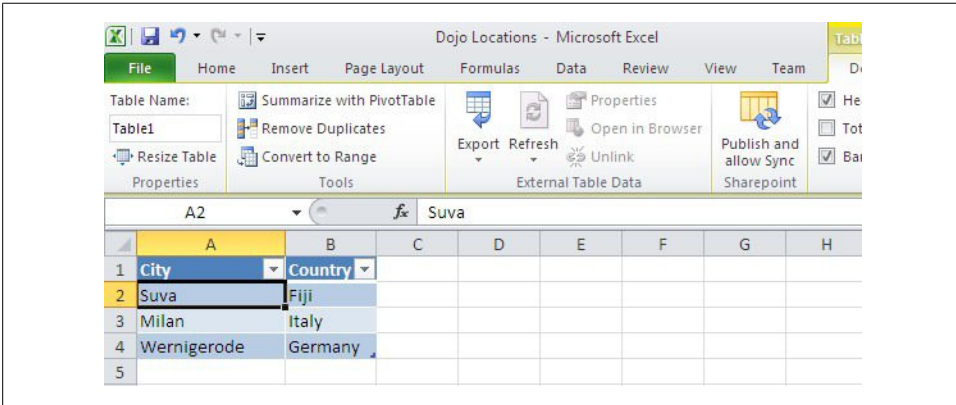 Dojo Locations - Microsoft Excel
File Home Insert Page Layout Formulas Data Review View Team
Table Name:
Table1
Resize Table
Properties
Summarize with PivotTable
Remove Duplicates
Convert to Range
Tools
Export Refresh
Properties
Open in Browser
Unlink
External Table Data
Publish and
allow Sync
Sharepoint
A2 fx Suva
A B C D E F G H
1 City Country
2 Suva Fiji
3 Milan Italy
4 Wernigerode Germany
5